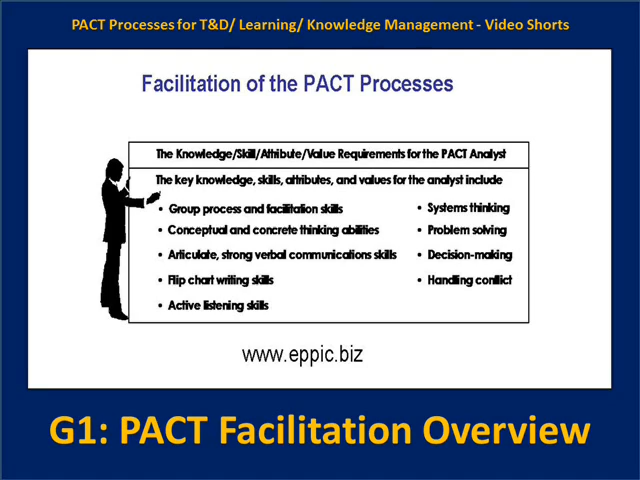 PACT Processes for T&D/ Learning/ Knowledge Management - Video Shorts
Facilitation of the PACT Processes
The Knowledge/Skill/Attribute/Value Requirements for the PACT Analyst
The key knowledge, skills, attributes, and values for the analyst include
• Group process and facilitation skills
• Conceptual and concrete thinking abilities
• Articulate, strong verbal communications skills
• Flip chart writing skills
• Active listening skills
• Systems thinking
• Problem solving
• Decision-making
• Handling conflict
www.eppic.biz
G1: PACT Facilitation Overview